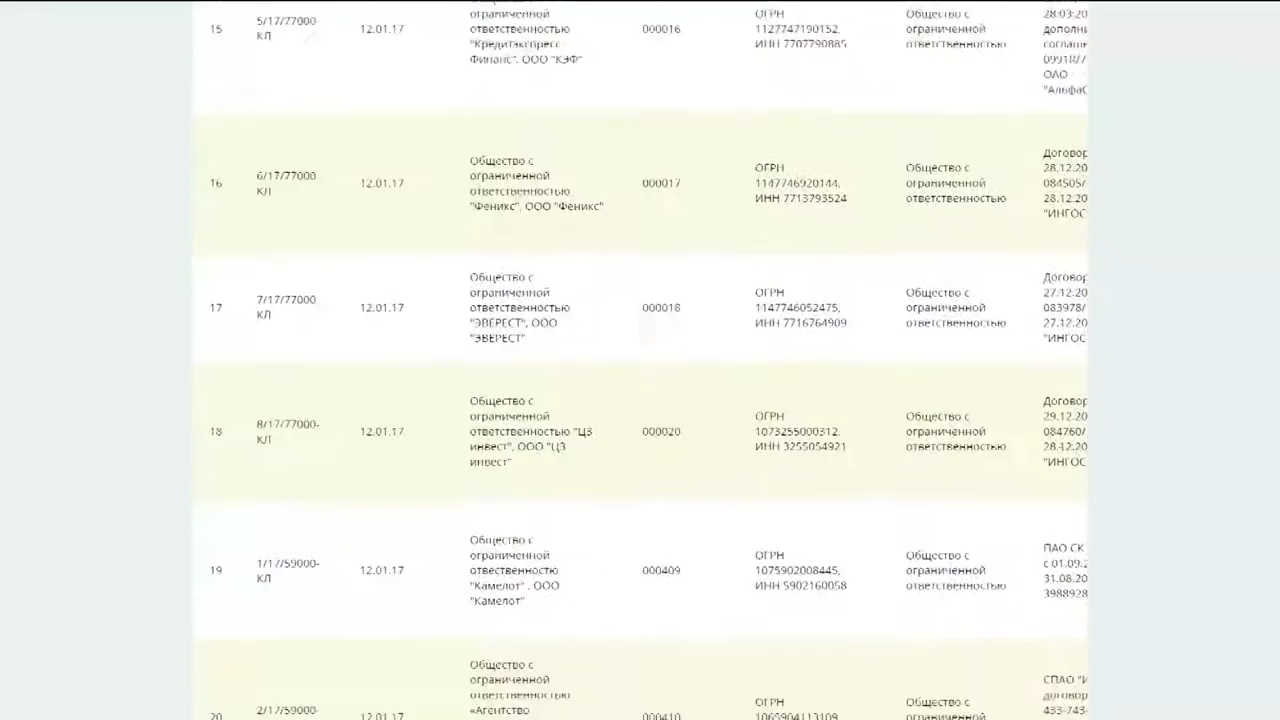 15
5/17/77000
КЛ
12.01.17
ограниченной
ответственностью
"Кредитэкспресс
Финанс", ООО "КЭФ"
000016
ОГРН
1127747190152,
ИНН 7707790885
Общество с
ограниченной
ответственностью
28.03.20
дополни
соглаше
0991R/7
ОАО
"АльфаС
16
6/17/77000
КЛ
12.01.17
Общество с
ограниченной
ответственностью
"Феникс", ООО "Феникс"
000017
ОГРН
1147746920144,
ИНН 7713793524
Общество с
ограниченной
ответственностью
Договор
28.12.20
084505/
28.12.20
"ИНГОС
17
7/17/77000
КЛ
12.01.17
Общество с
ограниченной
ответственностью
"ЭВЕРЕСТ", ООО
"ЭВЕРЕСТ"
000018
ОГРН
1147746052475,
ИНН 7716764909
Общество с
ограниченной
ответственностью
Договор
27.12.20
083978/
27.12.20
"ИНГОС
18
8/17/77000-
КЛ
12.01.17
Общество с
ограниченной
ответственностью "ЦЗ
инвест", ООО "ЦЗ
инвест"
000020
ОГРН
1073255000312,
ИНН 3255054921
Общество с
ограниченной
ответственностью
Договор
29.12.20
084760/
28.12.20
"ИНГОС
19
1/17/59000-
КЛ
12.01.17
Общество с
ограниченной
отвественностю
"Камелот" , ООО
"Камелот"
000409
ОГРН
1075902008445,
ИНН 5902160058
Общество с
ограниченной
ответственностью
ПАО СК
с 01.09.2
31.08.20
3988928
20
2/17/59000-
12.01.17
Общество с
ограниченной
ответственностью
«Агентство
000410
ОГРН
1065904113109
Общество с
ограниченной
СПАО "И
договор
433-743-